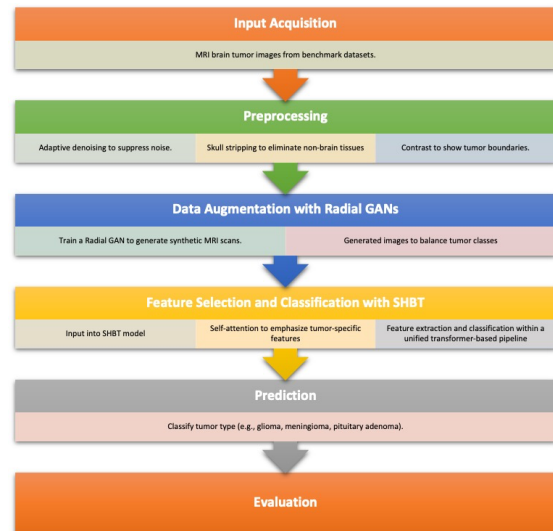 Input Acquisition
MRI brain tumor images from benchmark datasets.
Preprocessing
Adaptive denoising to suppress noise.
Skull stripping to eliminate non-brain tissues
Contrast to show tumor boundaries.
Data Augmentation with Radial GANs
Train a Radial GAN to generate synthetic MRI scans.
Generated images to balance tumor classes
Feature Selection and Classification with SHBT
Input into SHBT model
Self-attention to emphasize tumor-specific
features
Feature extraction and classification within a
unified transformer-based pipeline
Prediction
Classify tumor type (e.g., glioma, meningioma, pituitary adenoma).
Evaluation